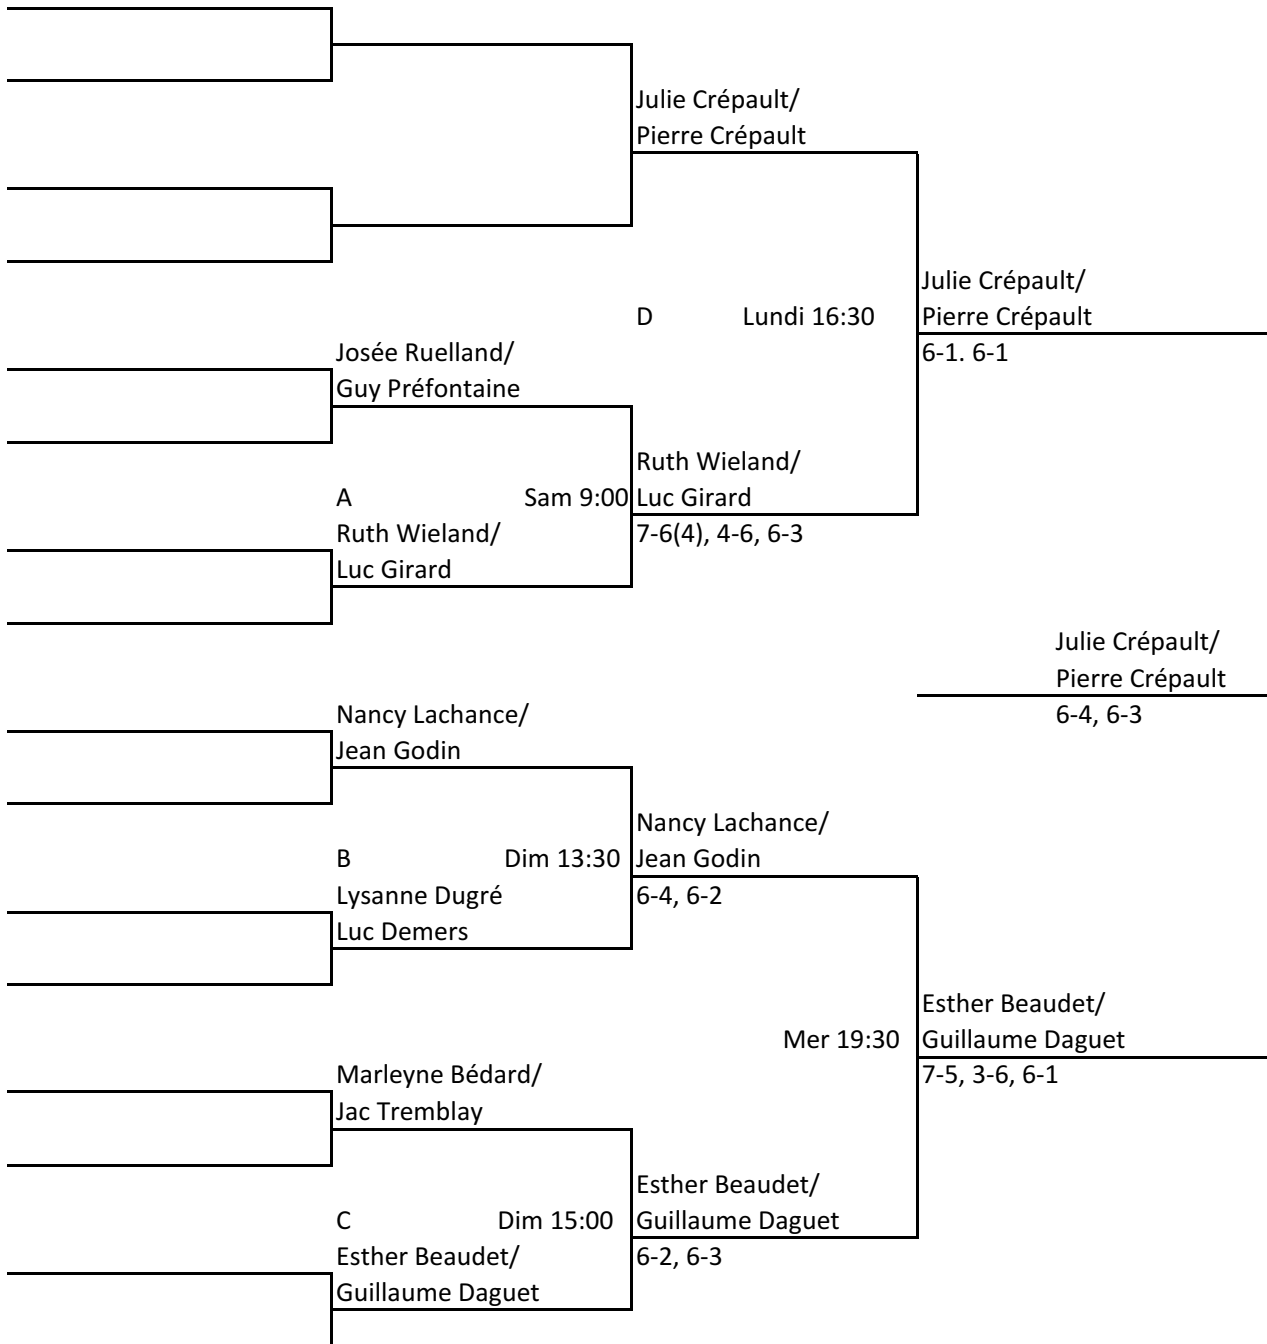 Julie Crépault/
Pierre Crépault
Julie Crépault/
D Lundi 16:30 Pierre Crépault
Josée Ruelland/ 6-1. 6-1
Guy Préfontaine
Ruth Wieland/
A Sam 9:00 Luc Girard
Ruth Wieland/ 7-6(4), 4-6, 6-3
Luc Girard
Julie Crépault/
Pierre Crépault
Nancy Lachance/ 6-4, 6-3
Jean Godin
Nancy Lachance/
B Dim 13:30 Jean Godin
Lysanne Dugré 6-4, 6-2
Luc Demers
Esther Beaudet/
Mer 19:30 Guillaume Daguet
Marleyne Bédard/ 7-5, 3-6, 6-1
Jac Tremblay
Esther Beaudet/
C Dim 15:00 Guillaume Daguet
Esther Beaudet/ 6-2, 6-3
Guillaume Daguet